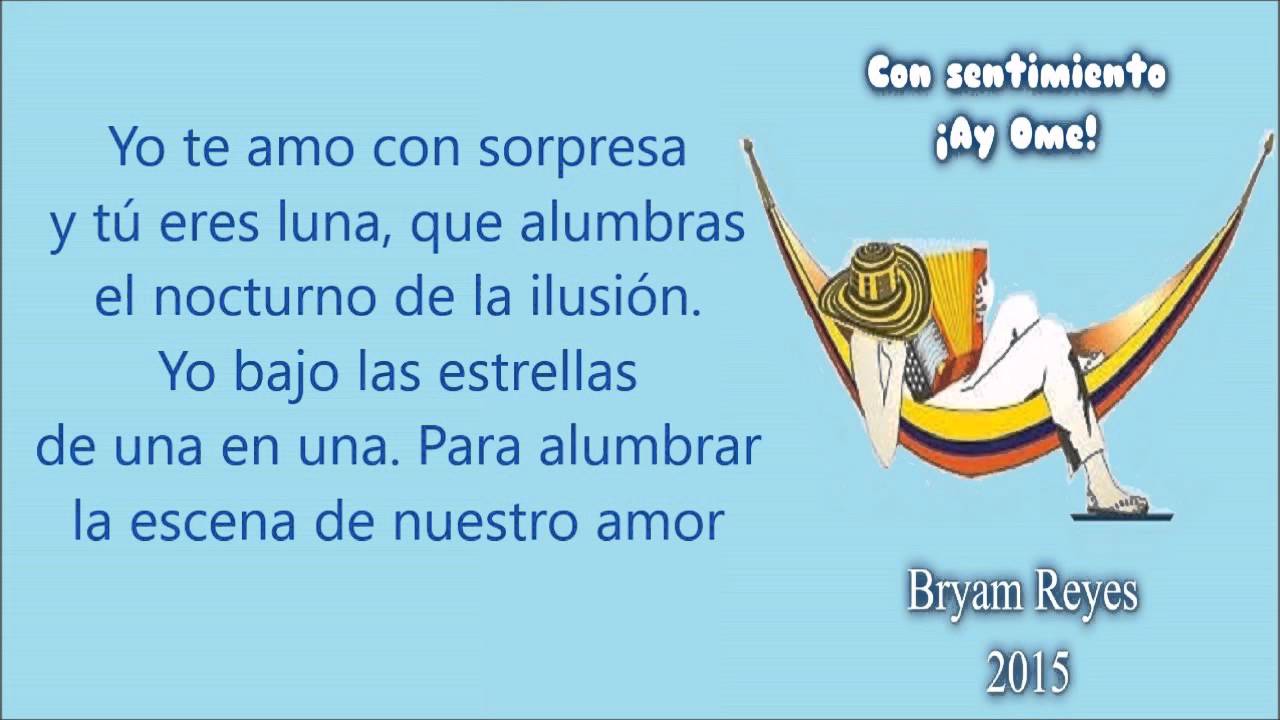 Yo te amo con sorpresa
y tú eres luna, que alumbras
el nocturno de la ilusión.
Yo bajo las estrellas
de una en una. Para alumbrar
la escena de nuestro amor
Con sentimiento
¡Ay Ome!
Bryam Reyes
2015